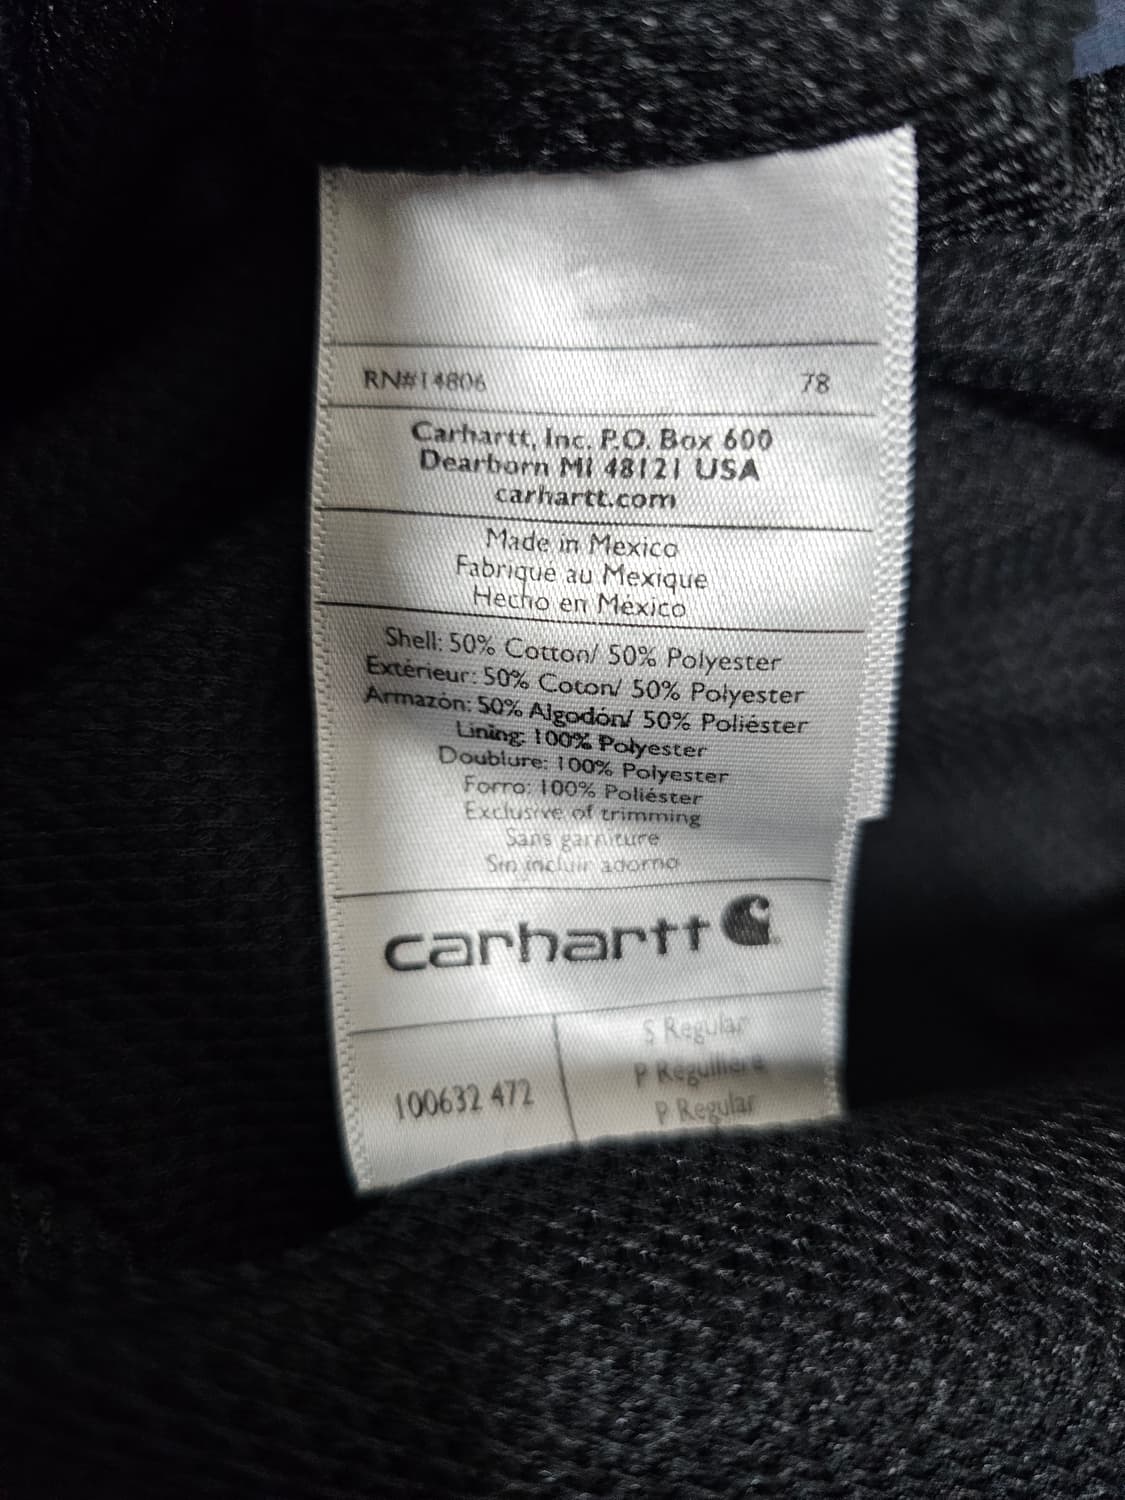 RN#14806 78
Carhartt, Inc. P.O. Box 600
Dearborn MI 48121 USA
carhartt.com
Made in Mexico
Fabriqué au Mexique
Hecho en México
Shell: 50% Cotton/ 50% Polyester
Extérieur: 50% Coton/ 50% Polyester
Armazón: 50% Algodón/ 50% Poliéster
Lining: 100% Polyester
Doublure: 100% Polyester
Forro: 100% Poliéster
Exclusive of trimming
Sans garniture
Sin incluir adorno
carhartt
100632 472
S Regular
P Regulliere
P Regular